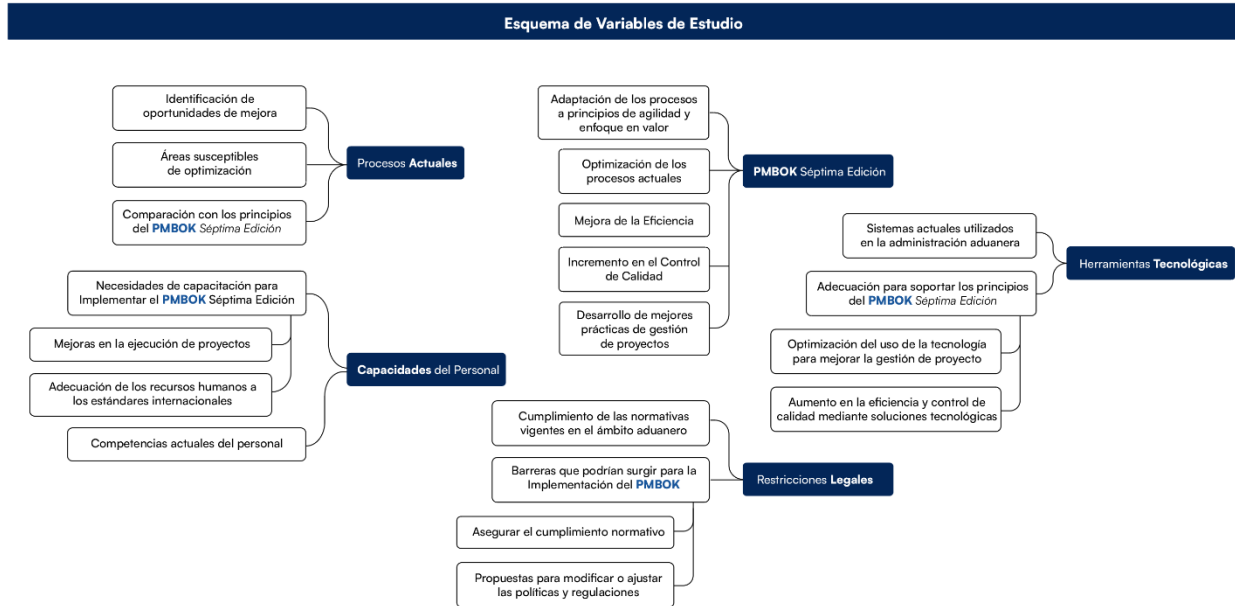 Esquema de Variables de Estudio
Identificación de
oportunidades de mejora
Áreas susceptibles
de optimización
Comparación con los principios
del PMBOK Séptima Edición
Procesos Actuales
Necesidades de capacitación para
Implementar el PMBOK Séptima Edición
Mejoras en la ejecución de proyectos
Adecuación de los recursos humanos a
los estándares internacionales
Competencias actuales del personal
Capacidades del Personal
Adaptación de los procesos
a principios de agilidad y
enfoque en valor
Optimización de los
procesos actuales
Mejora de la Eficiencia
Incremento en el Control
de Calidad
Desarrollo de mejores
prácticas de gestión
de proyectos
PMBOK Séptima Edición
Sistemas actuales utilizados
en la administración aduanera
Adecuación para soportar los principios
del PMBOK Séptima Edición
Optimización del uso de la tecnología
para mejorar la gestión de proyecto
Aumento en la eficiencia y control de
calidad mediante soluciones tecnológicas
Herramientas Tecnológicas
Cumplimiento de las normativas
vigentes en el ámbito aduanero
Barreras que podrían surgir para la
Implementación del PMBOK
Asegurar el cumplimiento normativo
Propuestas para modificar o ajustar
las políticas y regulaciones
Restricciones Legales